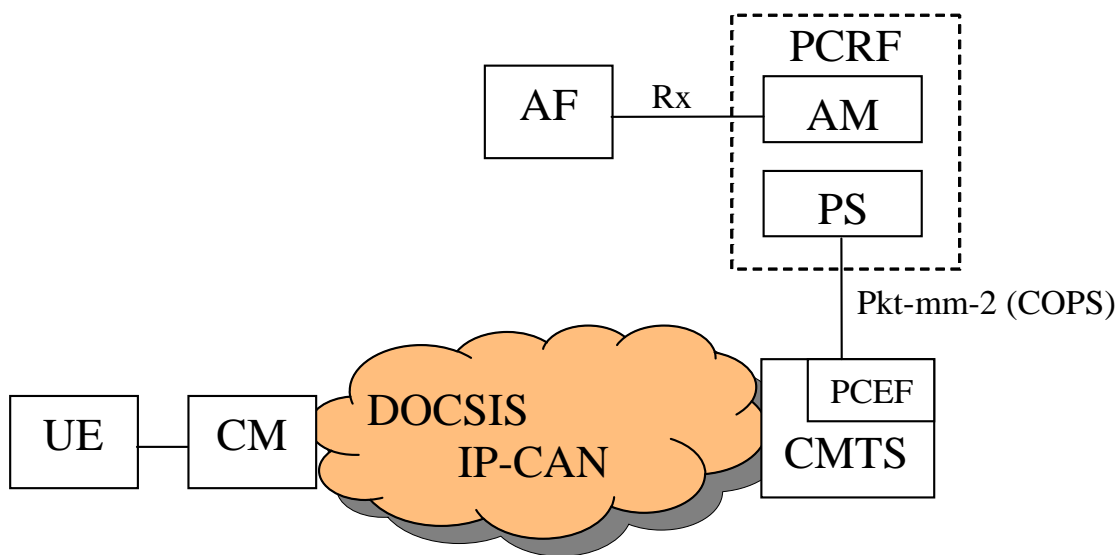 PCRF
AF
Rx
AM
PS
Pkt-mm-2 (COPS)
PCEF
UE
CM
DOCSIS
IP-CAN
CMTS